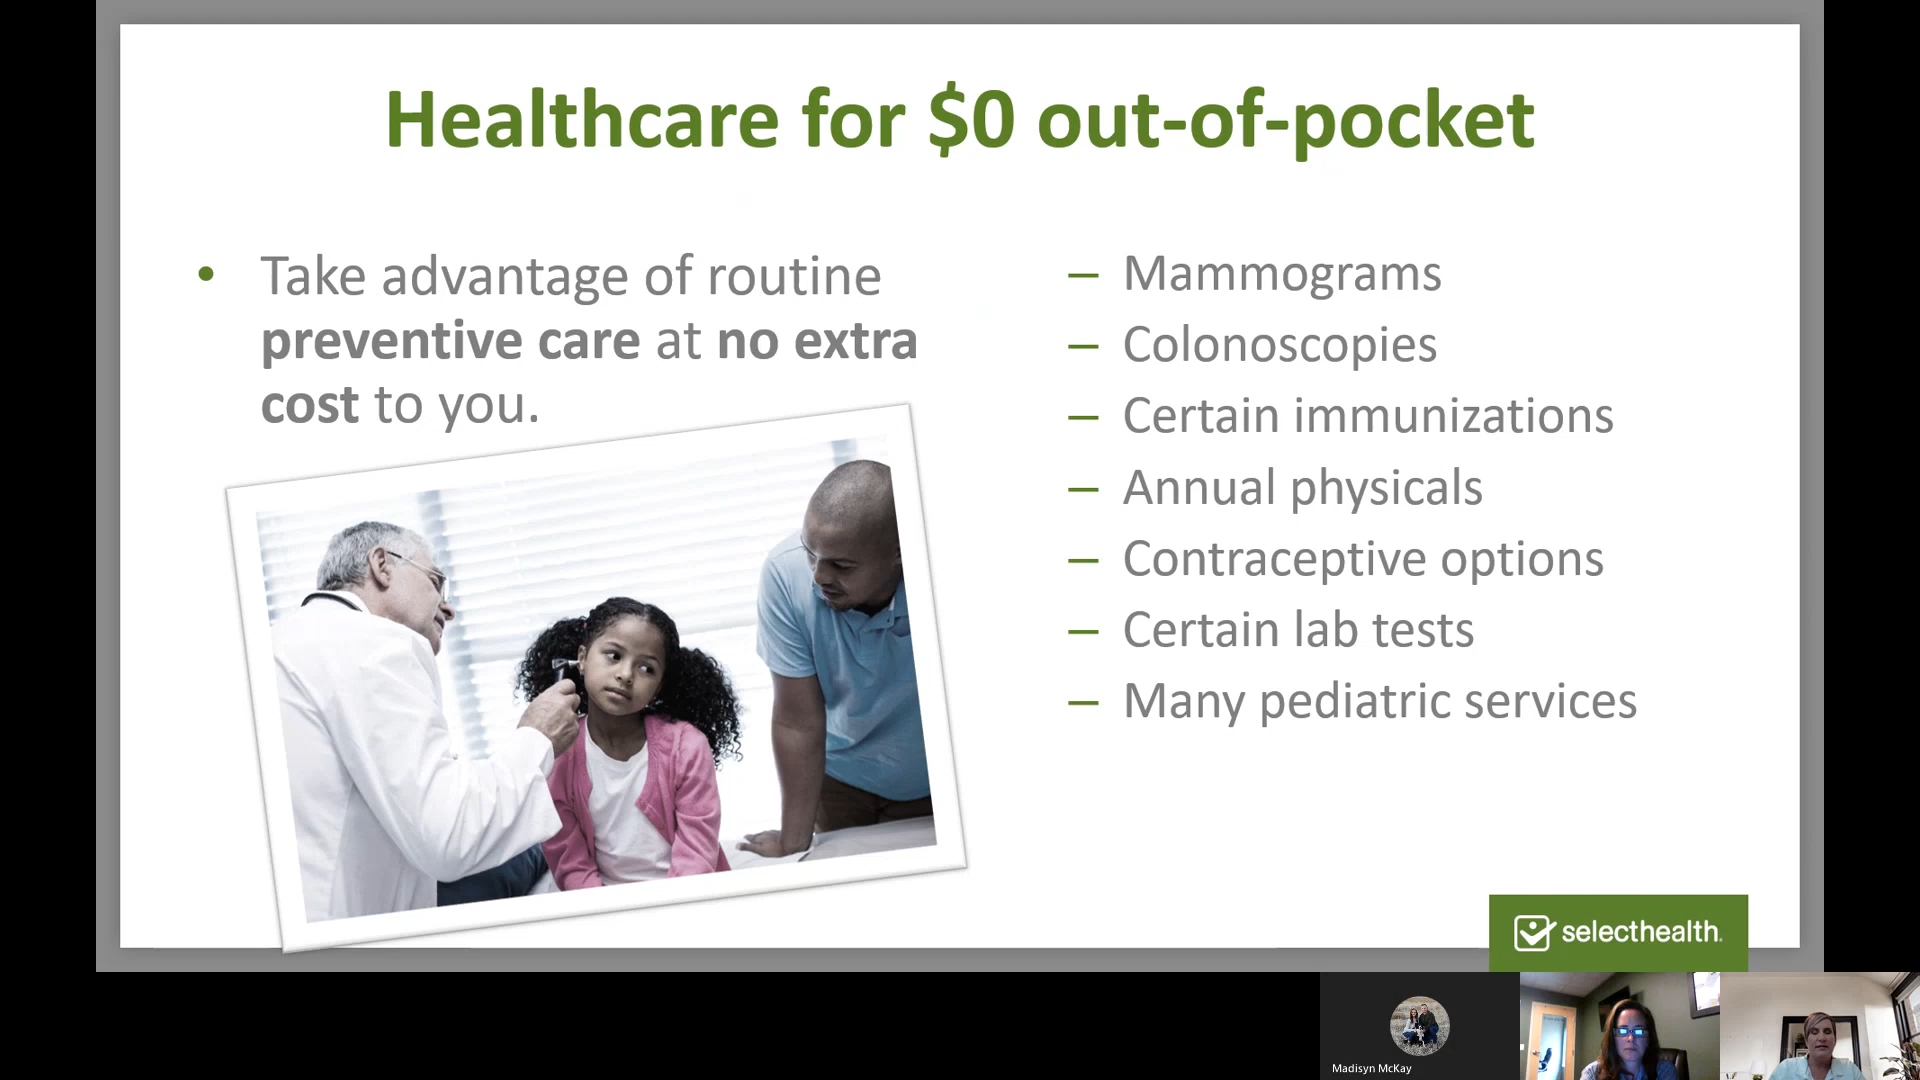 Healthcare for $0 out-of-pocket
• Take advantage of routine
preventive care at no extra
cost to you.
– Mammograms
– Colonoscopies
– Certain immunizations
– Annual physicals
– Contraceptive options
– Certain lab tests
– Many pediatric services
selecthealth.
Madisyn McKay